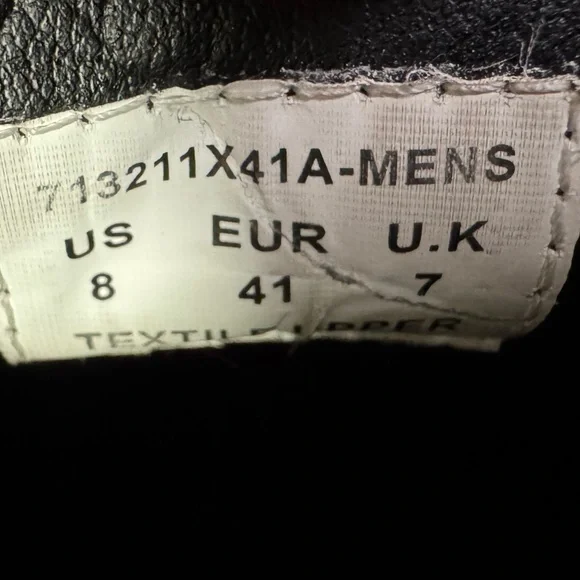 713211X41A-MENS
US EUR U.K
8 41 7
TEXTILE UPPER